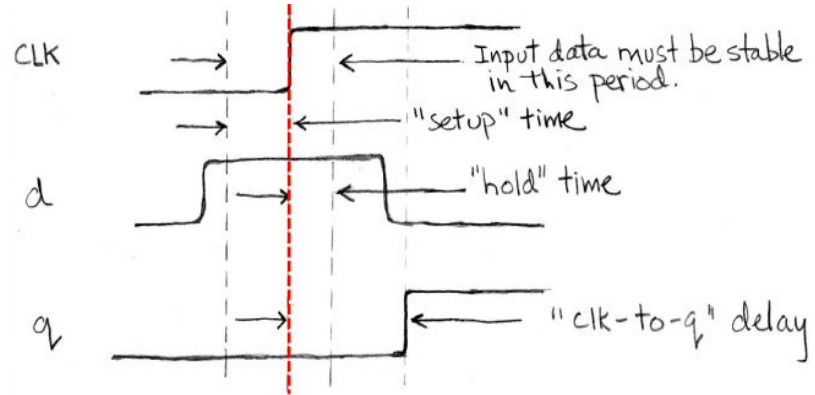 CLK
Input data must be stable
in this period.
"setup" time
d
"hold" time
q
"clk-to-q" delay